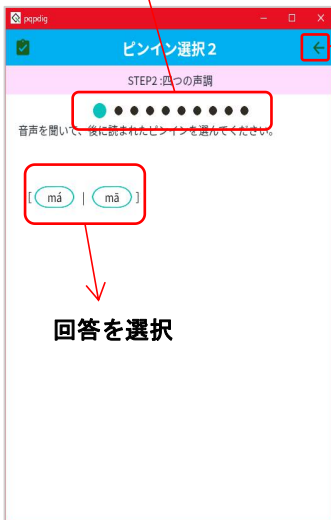 pqpdig
ピンイン選択2
STEP2 :四つの声調
音声を聞いて、後に読まれたピンインを選んでください。
[ má | mā ]
回答を選択